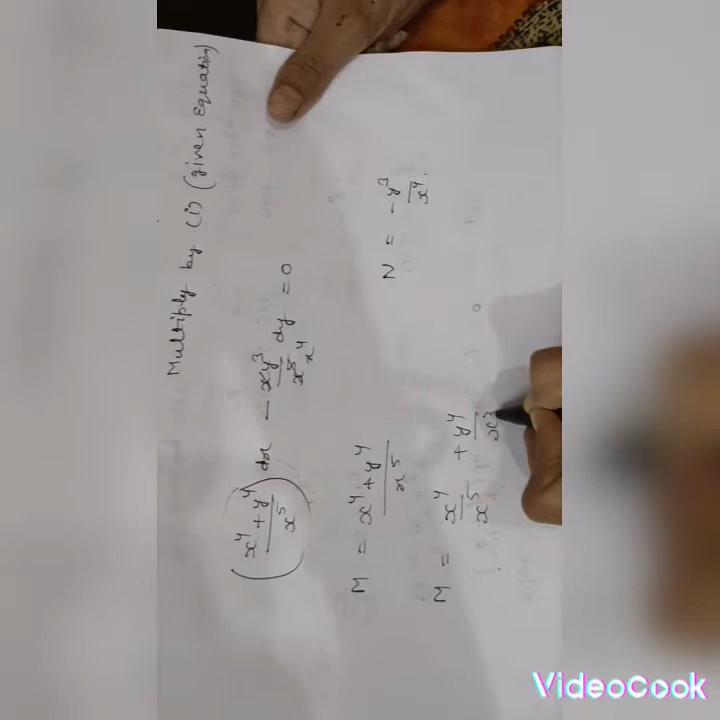 Multiply by (i) (given equation)
(x⁴ + y⁴ / x⁵) dx - xy³ / x⁵ x⁴ dy = 0
M = x⁴ + y⁴ / x⁵ N = - y³ / x⁴.
M = x⁴ / x⁵ + y⁴ / x
VideoCook